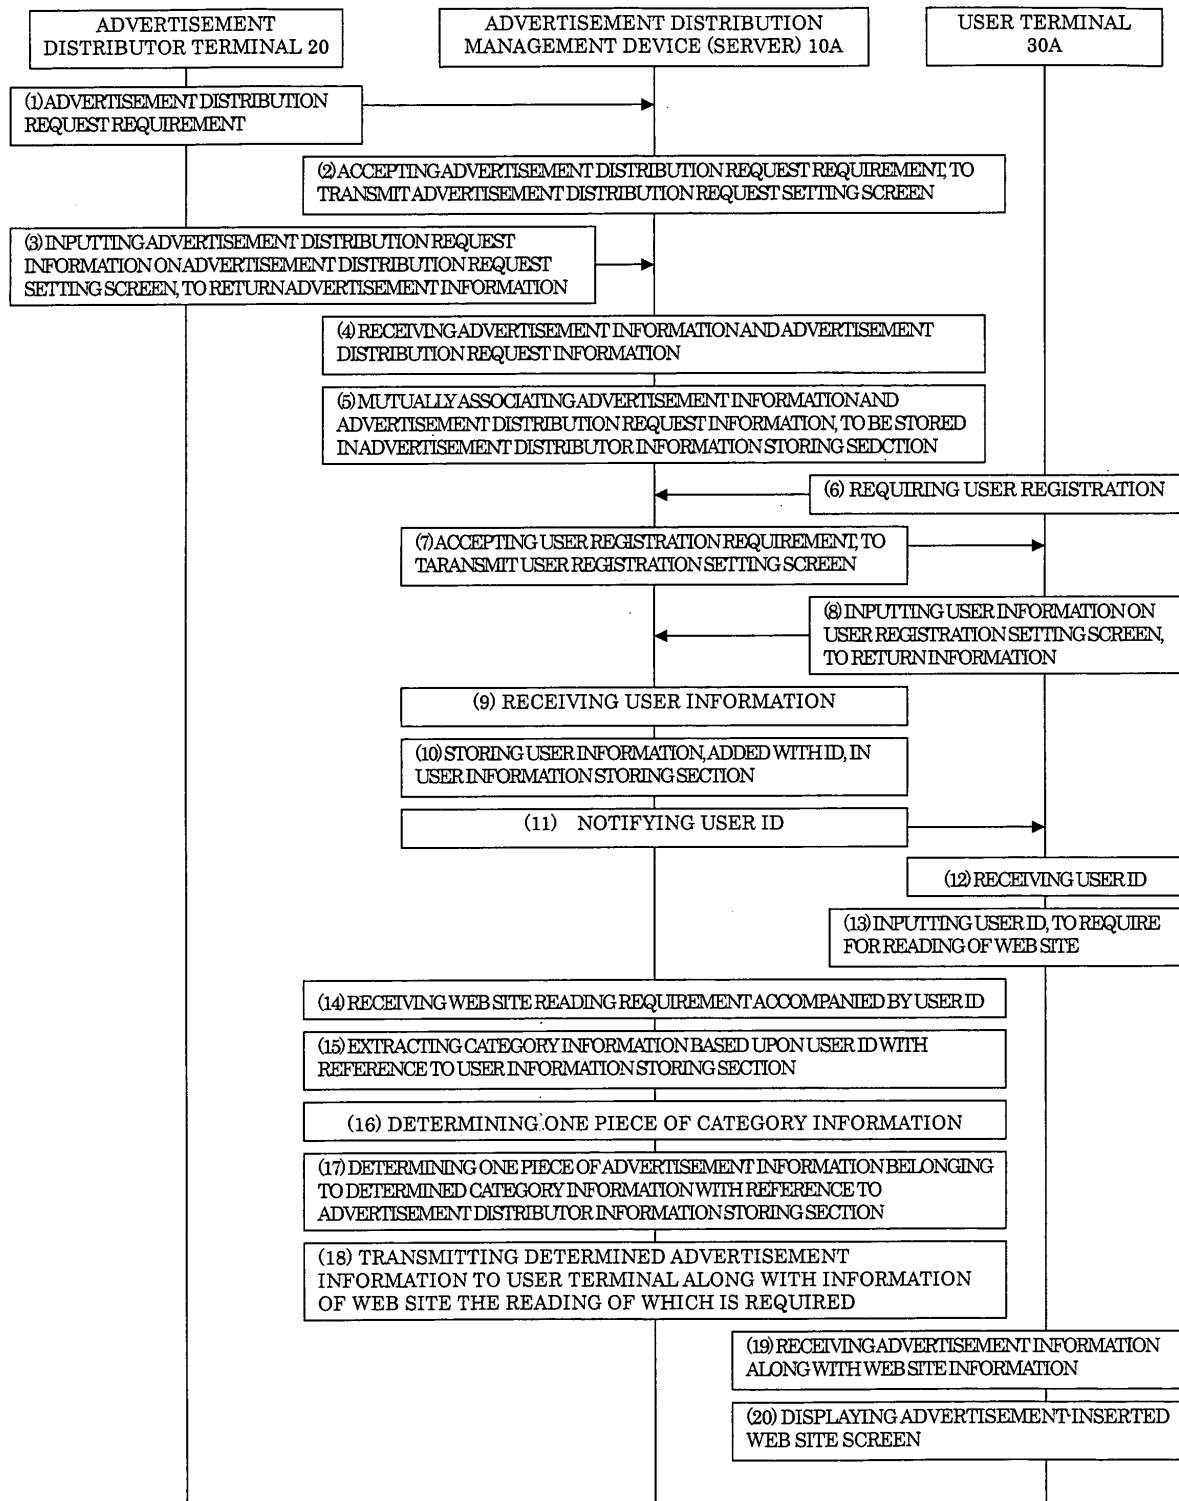 ADVERTISEMENT
DISTRIBUTOR TERMINAL 20
ADVERTISEMENT DISTRIBUTION
MANAGEMENT DEVICE (SERVER) 10A
USER TERMINAL
30A
(1) ADVERTISEMENT DISTRIBUTION
REQUEST REQUIREMENT
(2) ACCEPTING ADVERTISEMENT DISTRIBUTION REQUEST REQUIREMENT, TO
TRANSMIT ADVERTISEMENT DISTRIBUTION REQUEST SETTING SCREEN
(3) INPUTTING ADVERTISEMENT DISTRIBUTION REQUEST
INFORMATION ON ADVERTISEMENT DISTRIBUTION REQUEST
SETTING SCREEN, TO RETURN ADVERTISEMENT INFORMATION
(4) RECEIVING ADVERTISEMENT INFORMATION AND ADVERTISEMENT
DISTRIBUTION REQUEST INFORMATION
(5) MUTUALLY ASSOCIATING ADVERTISEMENT INFORMATION AND
ADVERTISEMENT DISTRIBUTION REQUEST INFORMATION, TO BE STORED
IN ADVERTISEMENT DISTRIBUTOR INFORMATION STORING SEDCTION
(6) REQUIRING USER REGISTRATION
(7) ACCEPTING USER REGISTRATION REQUIREMENT, TO
TARANSMIT USER REGISTRATION SETTING SCREEN
(8) INPUTTING USER INFORMATION ON
USER REGISTRATION SETTING SCREEN,
TO RETURN INFORMATION
(9) RECEIVING USER INFORMATION
(10) STORING USER INFORMATION, ADDED WITH ID, IN
USER INFORMATION STORING SECTION
(11) NOTIFYING USER ID
(12) RECEIVING USER ID
(13) INPUTTING USER ID, TO REQUIRE
FOR READING OF WEB SITE
(14) RECEIVING WEB SITE READING REQUIREMENT ACCOMPANIED BY USER ID
(15) EXTRACTING CATEGORY INFORMATION BASED UPON USER ID WITH
REFERENCE TO USER INFORMATION STORING SECTION
(16) DETERMINING ONE PIECE OF CATEGORY INFORMATION
(17) DETERMINING ONE PIECE OF ADVERTISEMENT INFORMATION BELONGING
TO DETERMINED CATEGORY INFORMATION WITH REFERENCE TO
ADVERTISEMENT DISTRIBUTOR INFORMATION STORING SECTION
(18) TRANSMITTING DETERMINED ADVERTISEMENT
INFORMATION TO USER TERMINAL ALONG WITH INFORMATION
OF WEB SITE THE READING OF WHICH IS REQUIRED
(19) RECEIVING ADVERTISEMENT INFORMATION
ALONG WITH WEB SITE INFORMATION
(20) DISPLAYING ADVERTISEMENT-INSERTED
WEB SITE SCREEN